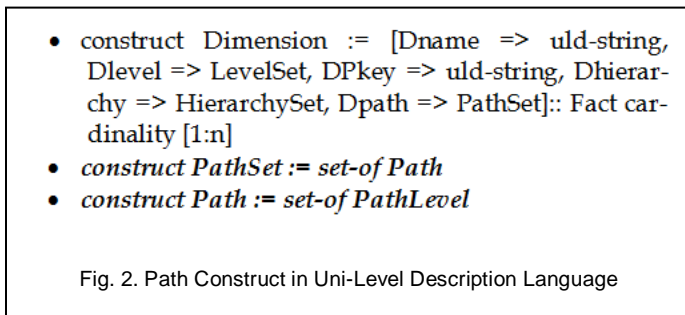 • construct Dimension := [Dname => uld-string,
Dlevel => LevelSet, DPkey => uld-string, Dhierar-
chy => HierarchySet, Dpath => PathSet]:: Fact car-
dinality [1:n]
• construct PathSet := set-of Path
• construct Path := set-of PathLevel
Fig. 2. Path Construct in Uni-Level Description Language